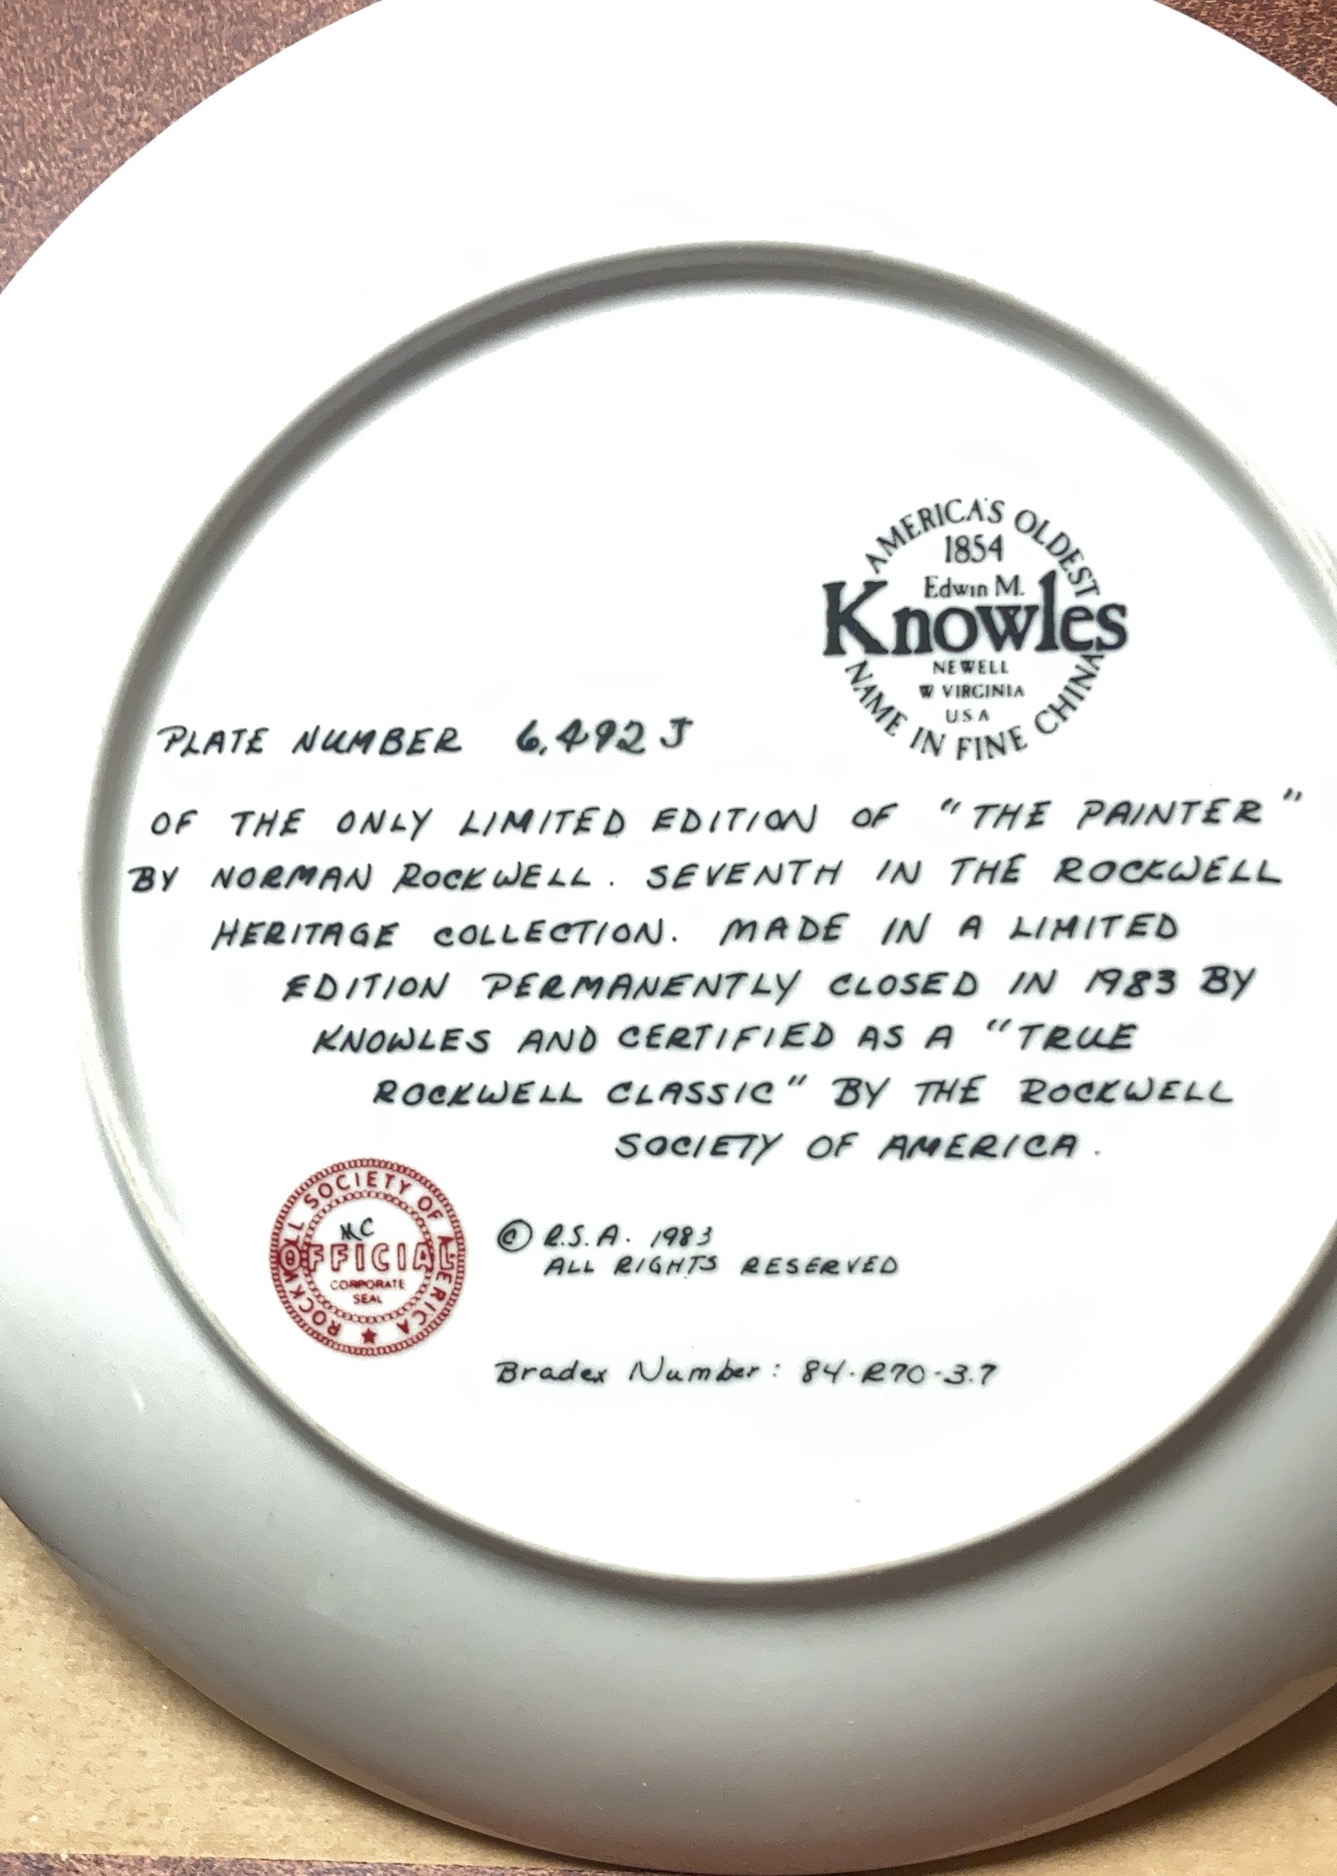 AMERICA'S OLDEST
1854
Edwin M.
Knowles
NEWELL
W VIRGINIA
USA
NAME IN FINE CHINA
PLATE NUMBER 6,492 J
OF THE ONLY LIMITED EDITION OF "THE PAINTER"
BY NORMAN ROCKWELL. SEVENTH IN THE ROCKWELL
HERITAGE COLLECTION. MADE IN A LIMITED
EDITION PERMANENTLY CLOSED IN 1983 BY
KNOWLES AND CERTIFIED AS A "TRUE
ROCKWELL CLASSIC" BY THE ROCKWELL
SOCIETY OF AMERICA.
ROCKWELL SOCIETY OF AMERICA
MC
OFFICIAL
CORPORATE
SEAL
© R.S.A. 1983
ALL RIGHTS RESERVED
Bradex Number: 84-R70-3.7